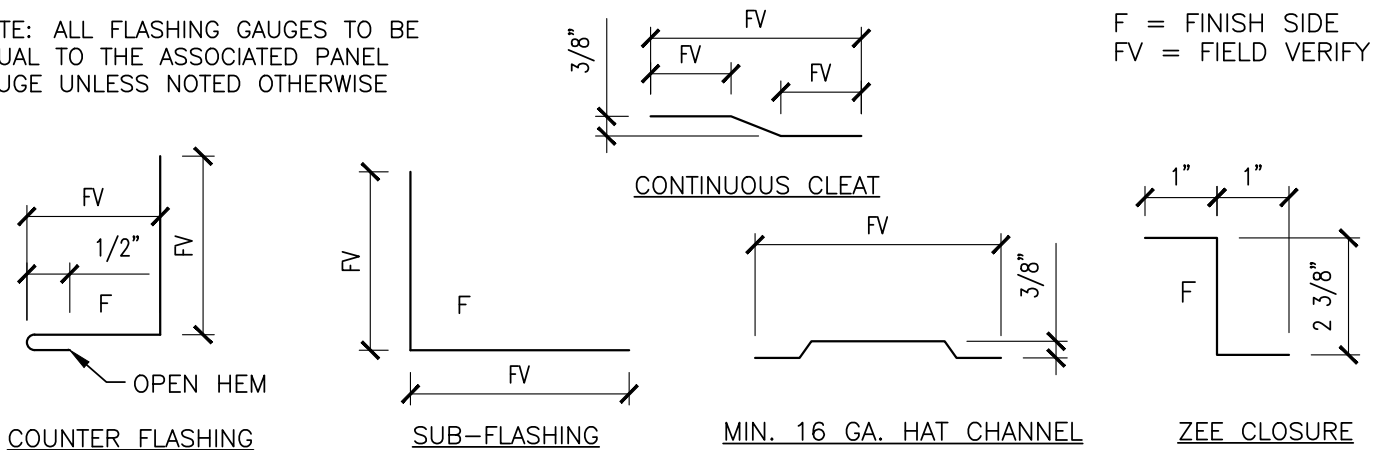 TE: ALL FLASHING GAUGES TO BE
UAL TO THE ASSOCIATED PANEL
UGE UNLESS NOTED OTHERWISE
F = FINISH SIDE
FV = FIELD VERIFY
FV
FV
FV
3/8"
CONTINUOUS CLEAT
FV
1/2"
FV
F
OPEN HEM
COUNTER FLASHING
FV
F
FV
SUB-FLASHING
FV
3/8"
MIN. 16 GA. HAT CHANNEL
1"
1"
F
2 3/8"
ZEE CLOSURE